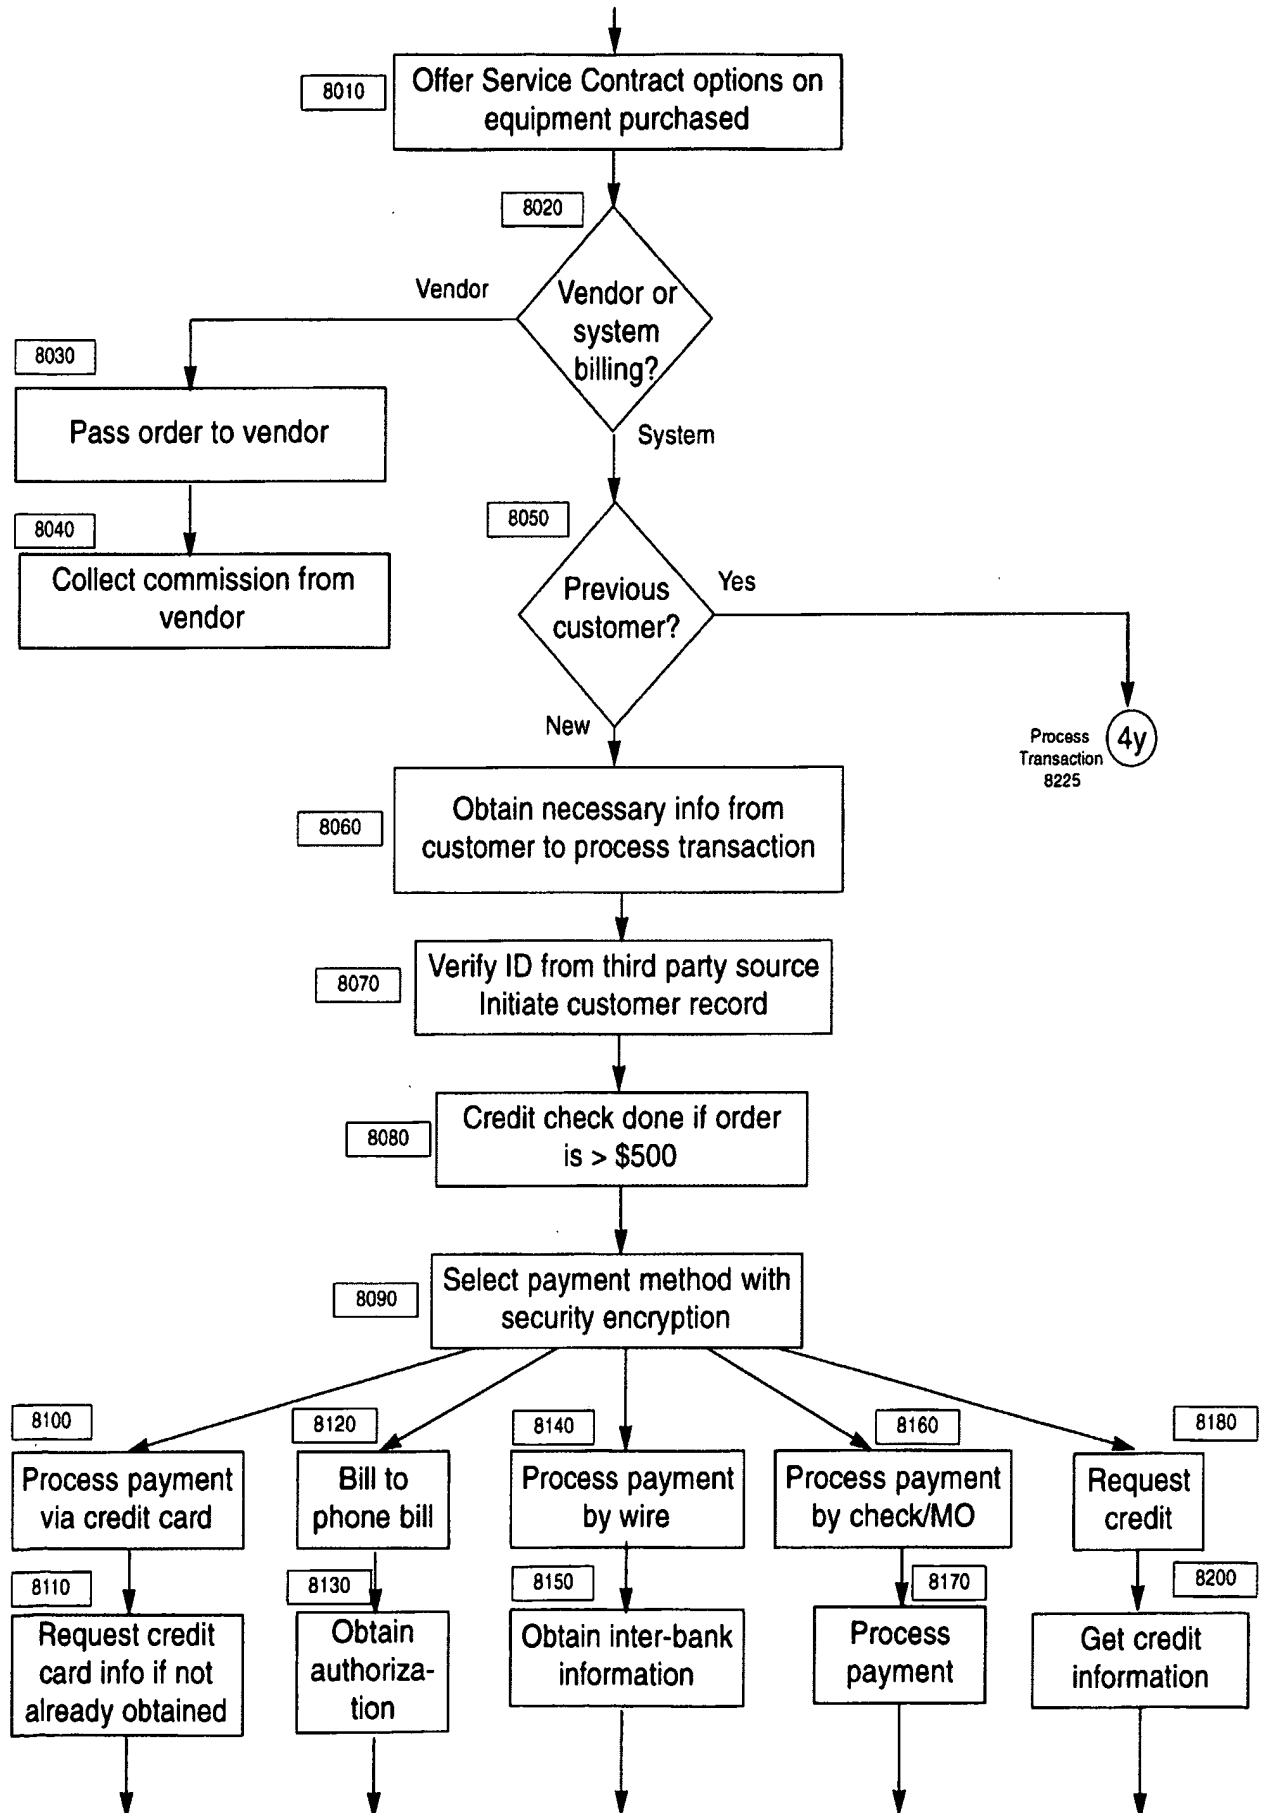 8010
Offer Service Contract options on
equipment purchased
8020
Vendor
Vendor or
system
billing?
System
8030
Pass order to vendor
8040
Collect commission from
vendor
8050
Previous
customer?
Yes
New
Process
Transaction
8225
4y
8060
Obtain necessary info from
customer to process transaction
8070
Verify ID from third party source
Initiate customer record
8080
Credit check done if order
is > $500
8090
Select payment method with
security encryption
8100
Process payment
via credit card
8120
Bill to
phone bill
8140
Process payment
by wire
8160
Process payment
by check/MO
8180
Request
credit
8110
Request credit
card info if not
already obtained
8130
Obtain
authoriza-
tion
8150
Obtain inter-bank
information
8170
Process
payment
8200
Get credit
information